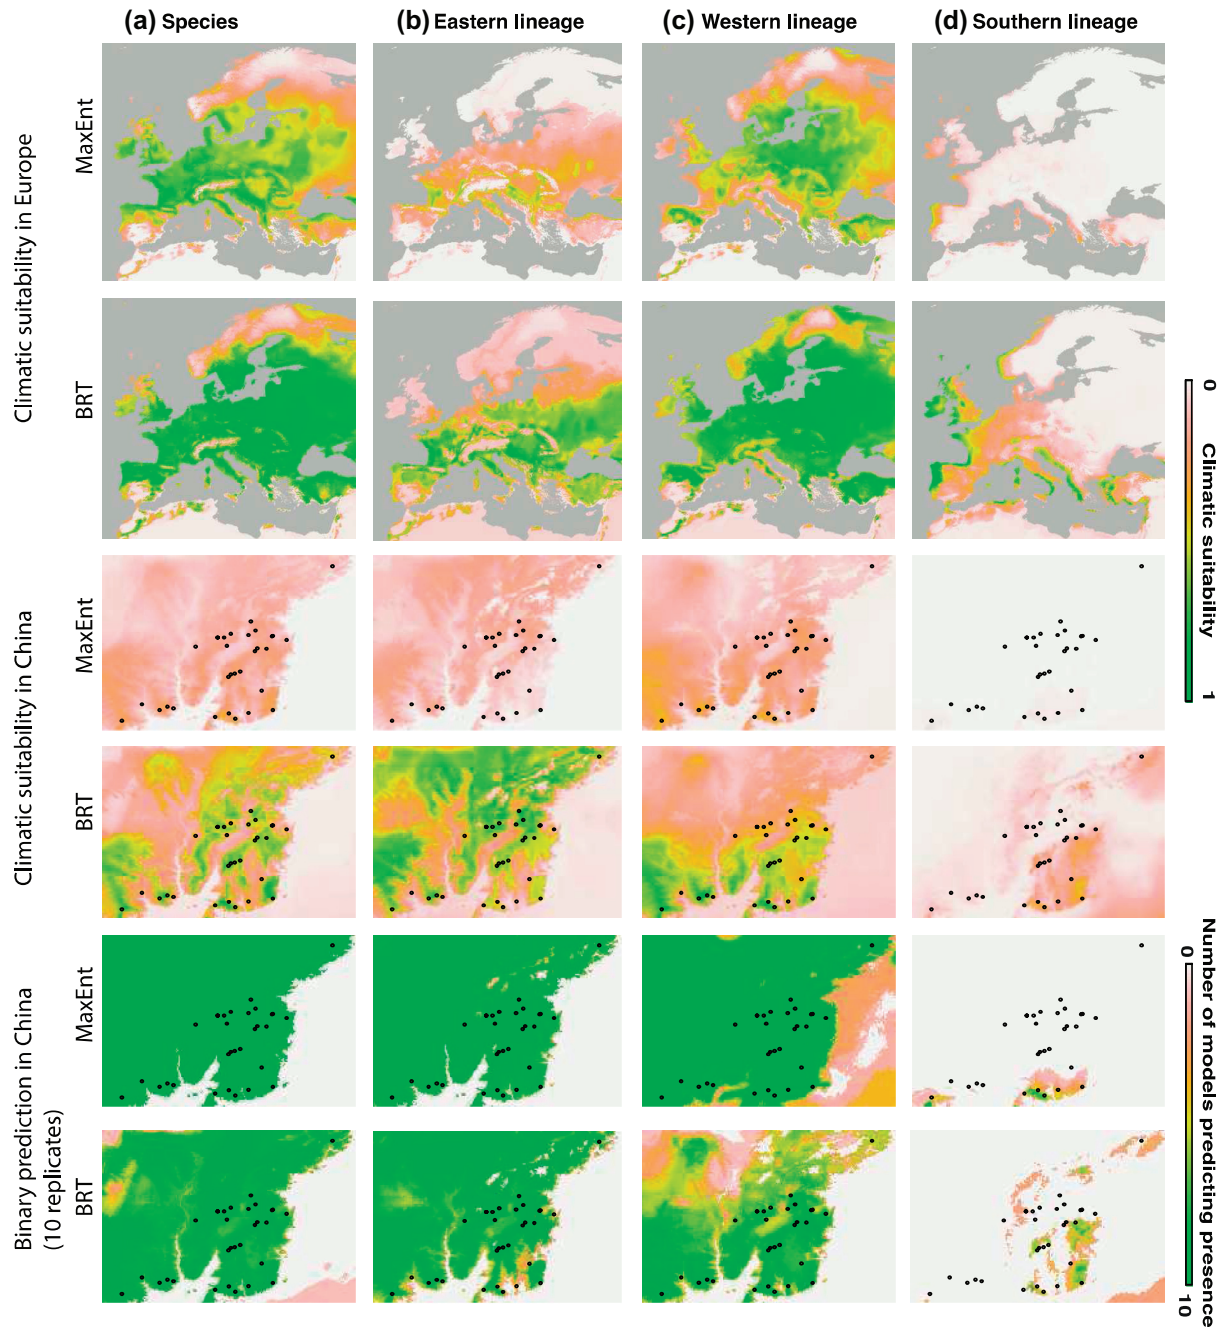 (a) Species
(b) Eastern lineage
(c) Western lineage
(d) Southern lineage
Climatic suitability in Europe
MaxEnt
BRT
Climatic suitability in China
MaxEnt
BRT
Binary prediction in China
(10 replicates)
MaxEnt
BRT
0
Climatic suitability
1
Number of models predicting presence
0
10